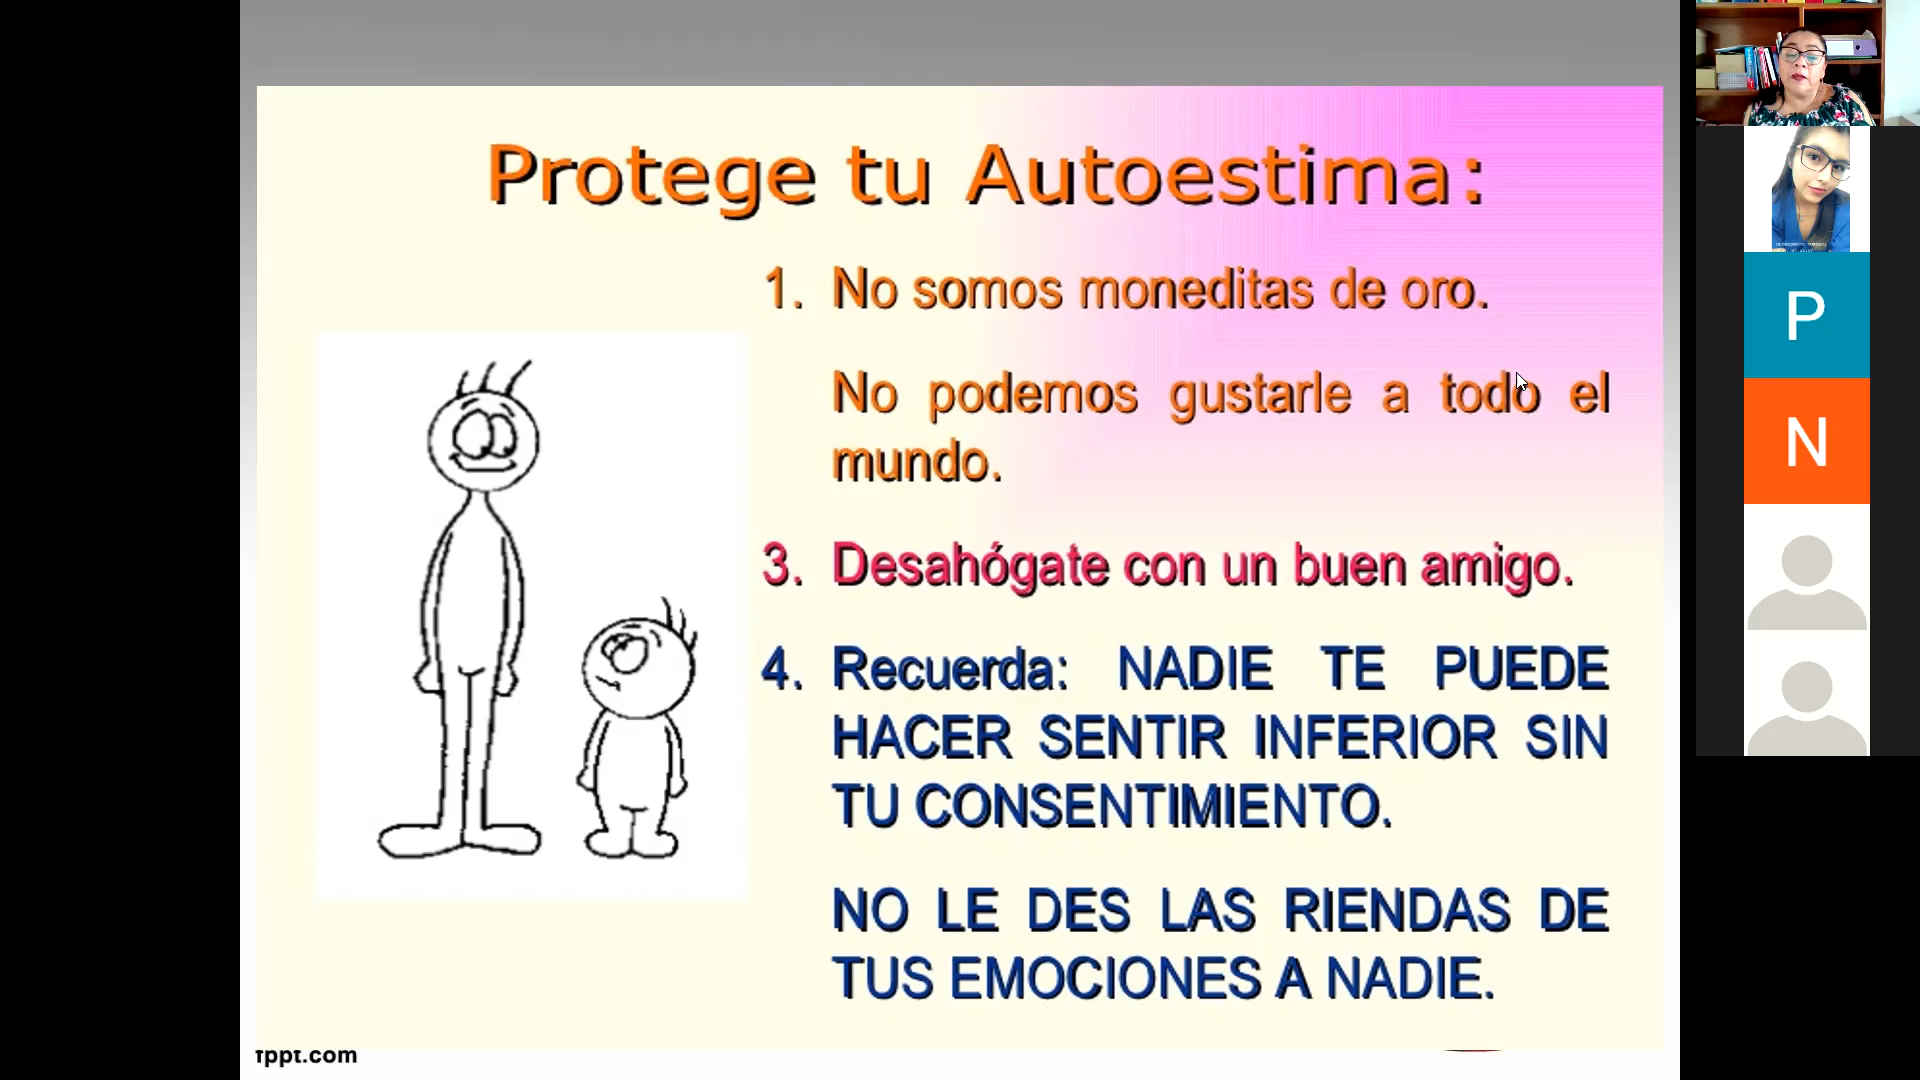 Protege tu Autoestima:
1. No somos moneditas de oro.
No podemos gustarle a todo el
mundo.
3. Desahógate con un buen amigo.
4. Recuerda: NADIE TE PUEDE
HACER SENTIR INFERIOR SIN
TU CONSENTIMIENTO.
NO LE DES LAS RIENDAS DE
TUS EMOCIONES A NADIE.
fppt.com
P
N